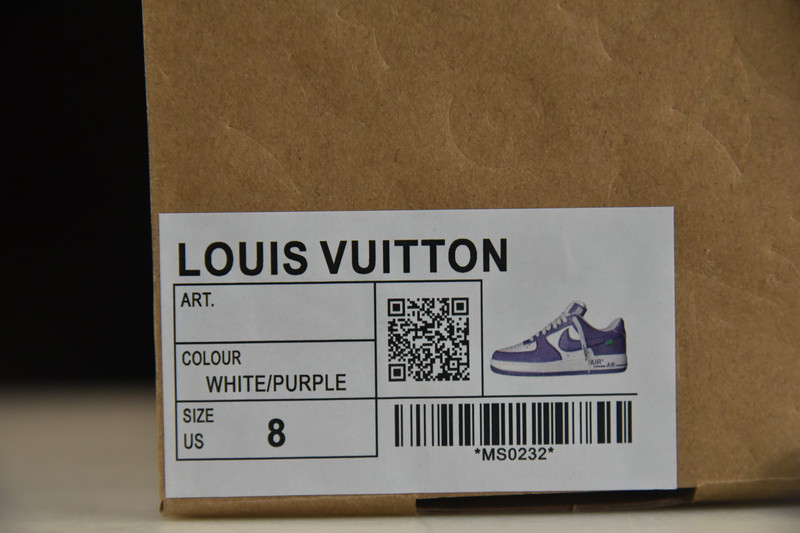 LOUIS VUITTON
ART.
COLOUR
WHITE/PURPLE
SIZE
US
8
*MS0232*